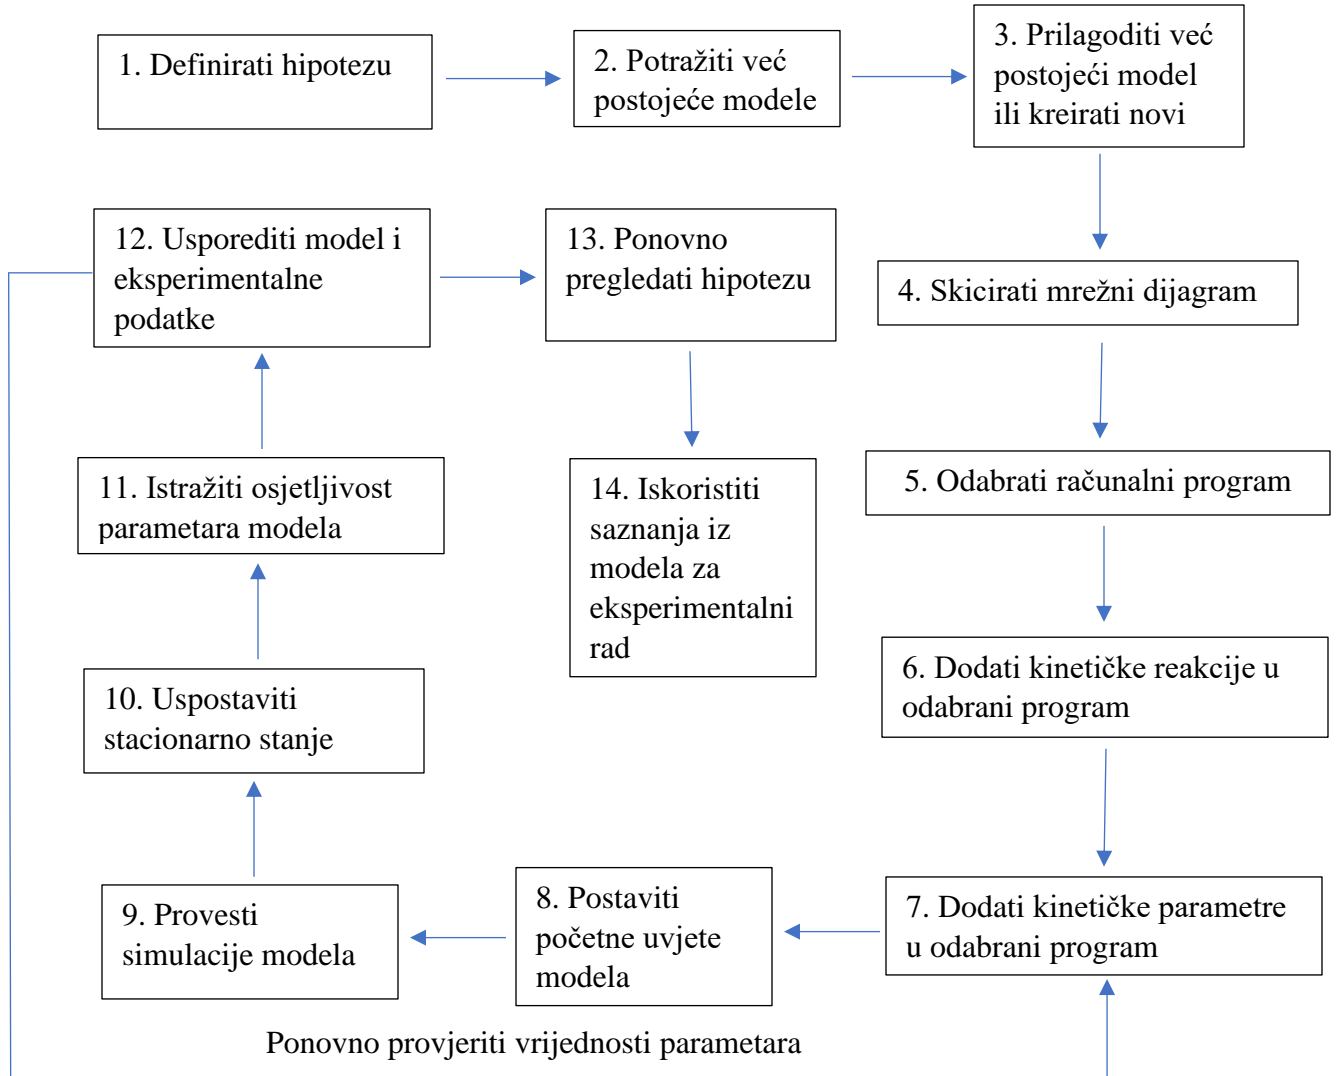 1. Definirati hipotezu
2. Potražiti već
postojeće modele
3. Prilagoditi već
postojeći model
ili kreirati novi
4. Skicirati mrežni dijagram
5. Odabrati računalni program
6. Dodati kinetičke reakcije u
odabrani program
7. Dodati kinetičke parametre
u odabrani program
8. Postaviti
početne uvjete
modela
9. Provesti
simulacije modela
10. Uspostaviti
stacionarno stanje
11. Istražiti osjetljivost
parametara modela
12. Usporediti model i
eksperimentalne
podatke
13. Ponovno
pregledati hipotezu
14. Iskoristiti
saznanja iz
modela za
eksperimentalni
rad
Ponovno provjeriti vrijednosti parametara